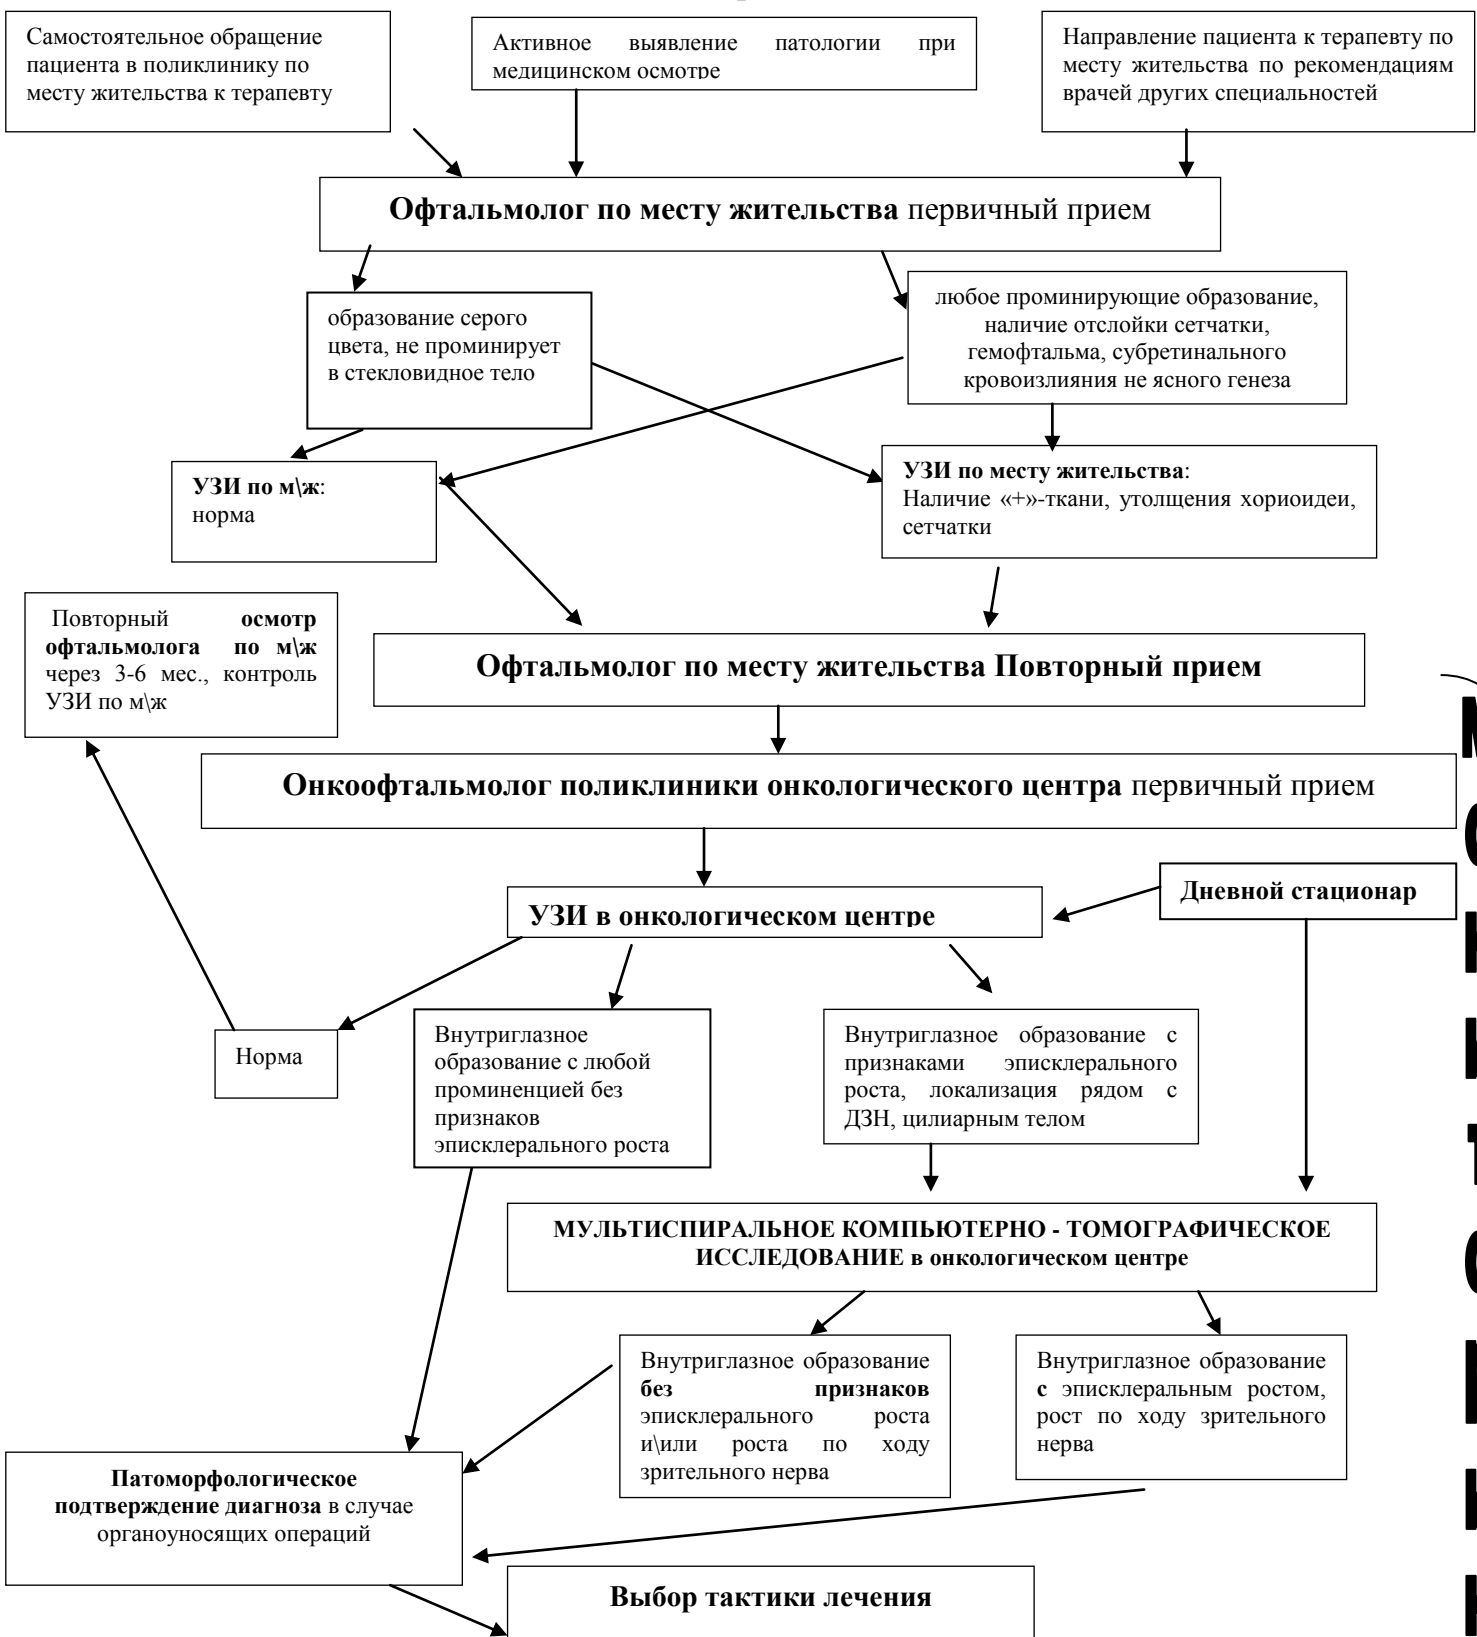 Самостоятельное обращение
пациента в поликлинику по
месту жительства к терапевту
Активное выявление патологии при
медицинском осмотре
Направление пациента к терапевту по
месту жительства по рекомендациям
врачей других специальностей
Офтальмолог по месту жительства первичный прием
образование серого
цвета, не проминирует
в стекловидное тело
любое проминирующие образование,
наличие отслойки сетчатки,
гемофтальма, субретинального
кровоизлияния не ясного генеза
УЗИ по м\ж:
норма
УЗИ по месту жительства:
Наличие «+»-ткани, утолщения хориоидеи,
сетчатки
Повторный осмотр
офтальмолога по м\ж
через 3-6 мес., контроль
УЗИ по м\ж
Офтальмолог по месту жительства Повторный прием
Онкоофтальмолог поликлиники онкологического центра первичный прием
Дневной стационар
УЗИ в онкологическом центре
Норма
Внутриглазное
образование с любой
проминенцией без
признаков
эписклерального роста
Внутриглазное образование с
признаками эписклерального
роста, локализация рядом с
ДЗН, цилиарным телом
МУЛЬТИСПИРАЛЬНОЕ КОМПЬЮТЕРНО - ТОМОГРАФИЧЕСКОЕ
ИССЛЕДОВАНИЕ в онкологическом центре
Внутриглазное образование
без признаков
эписклерального роста
и\или роста по ходу
зрительного нерва
Внутриглазное образование
с эписклеральным ростом,
рост по ходу зрительного
нерва
Патоморфологическое
подтверждение диагноза в случае
органоуносящих операций
Выбор тактики лечения